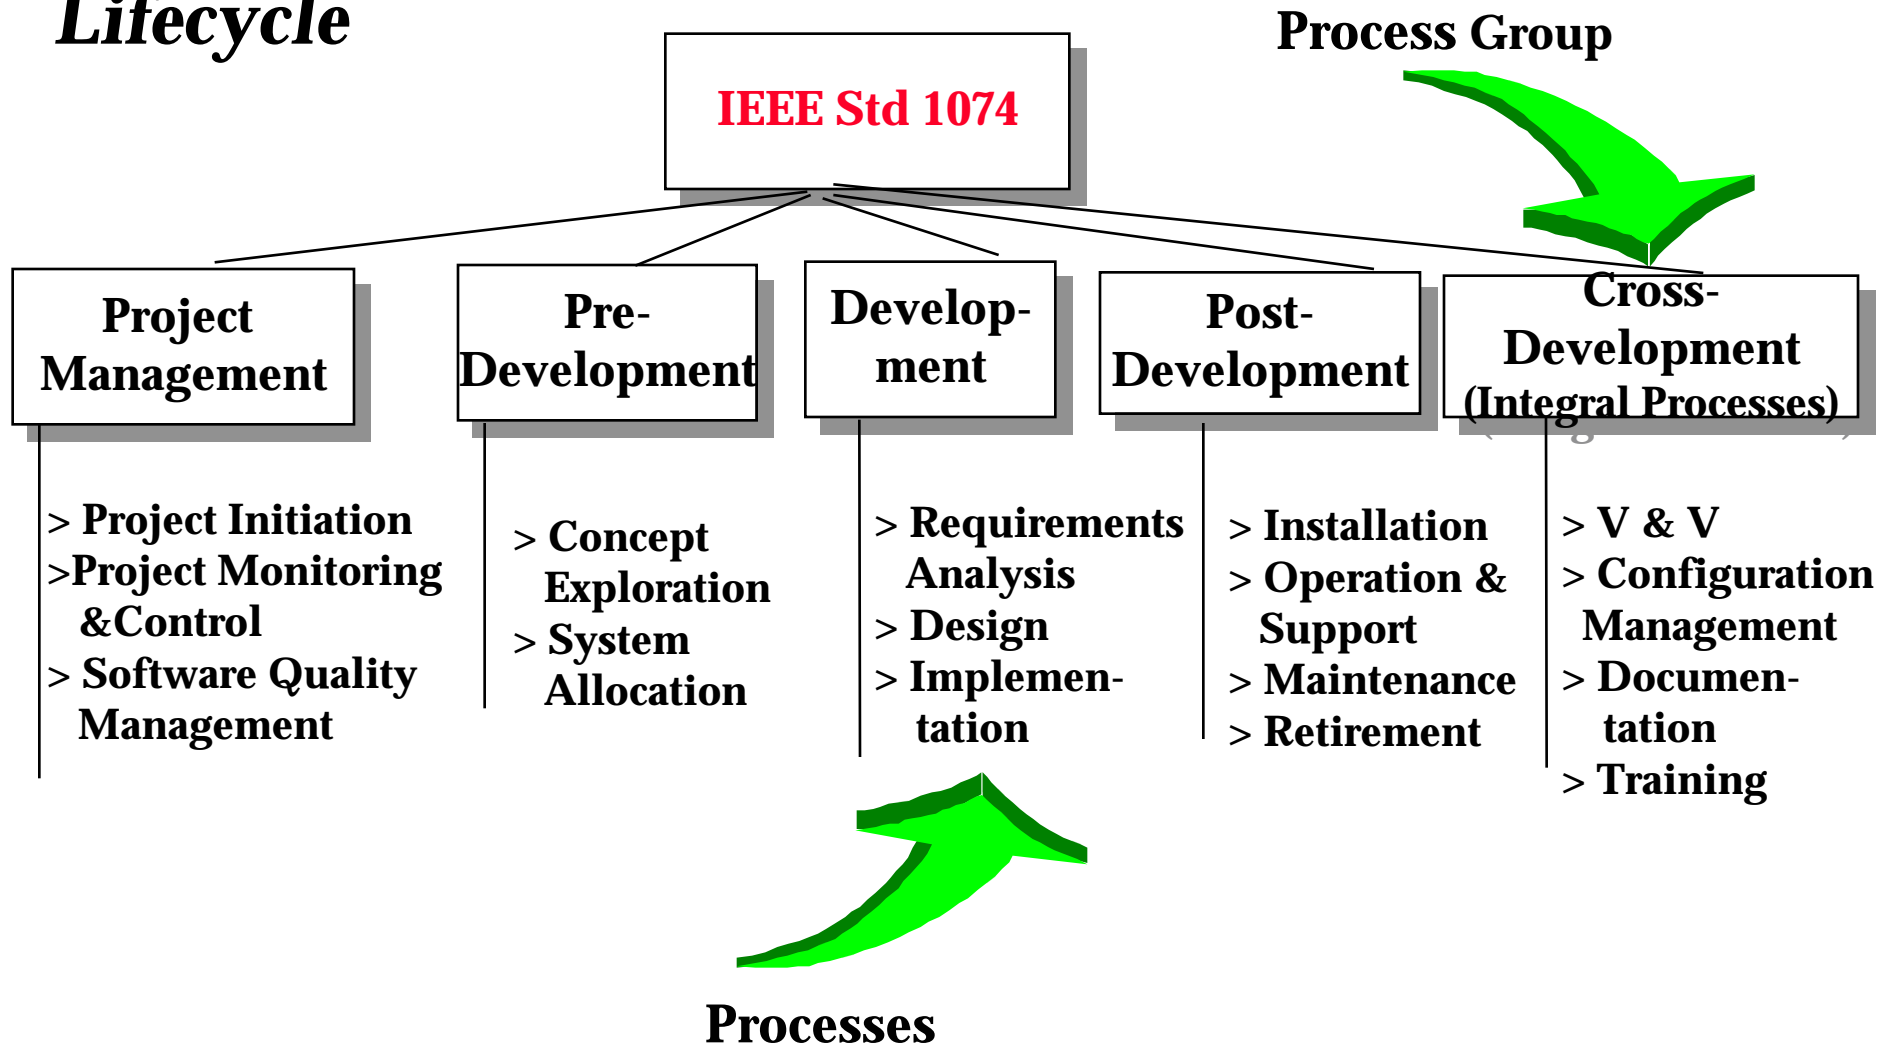 Lifecycle
Process Group
IEEE Std 1074
Project
Management
Pre-
Development
Develop-
ment
Post-
Development
Cross-
Development
(Integral Processes)
> Project Initiation
>Project Monitoring
&Control
> Software Quality
Management
> Concept
Exploration
> System
Allocation
> Requirements
Analysis
> Design
> Implemen-
tation
> Installation
> Operation &
Support
> Maintenance
> Retirement
> V & V
> Configuration
Management
> Documen-
tation
> Training
Processes